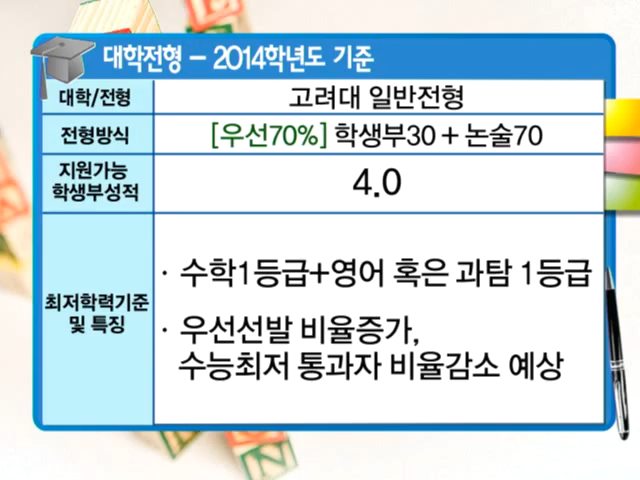 대학전형 - 2014학년도 기준
대학/전형
고려대 일반전형
전형방식
[우선70%] 학생부30 + 논술70
지원가능
학생부성적
4.0
최저학력기준
및 특징
· 수학1등급+영어 혹은 과탐 1등급
· 우선선발 비율증가,
수능최저 통과자 비율감소 예상